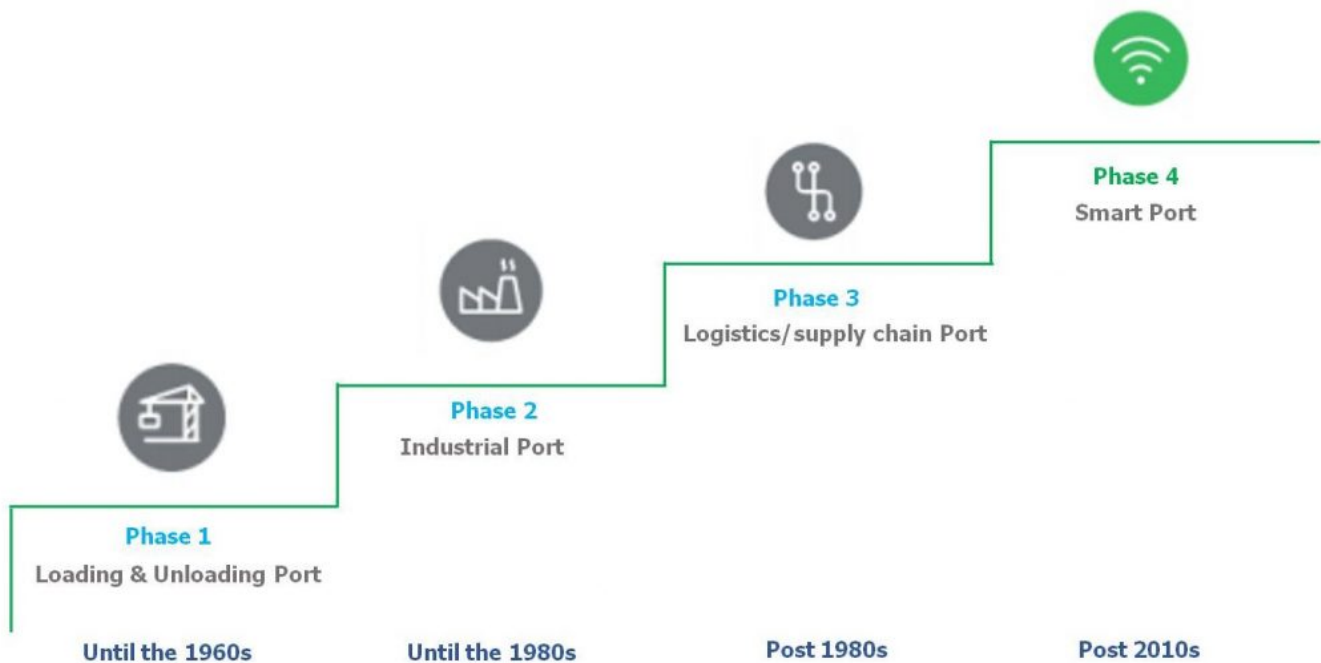 Phase 4
Smart Port
Phase 3
Logistics/supply chain Port
Phase 2
Industrial Port
Phase 1
Loading & Unloading Port
Until the 1960s
Until the 1980s
Post 1980s
Post 2010s